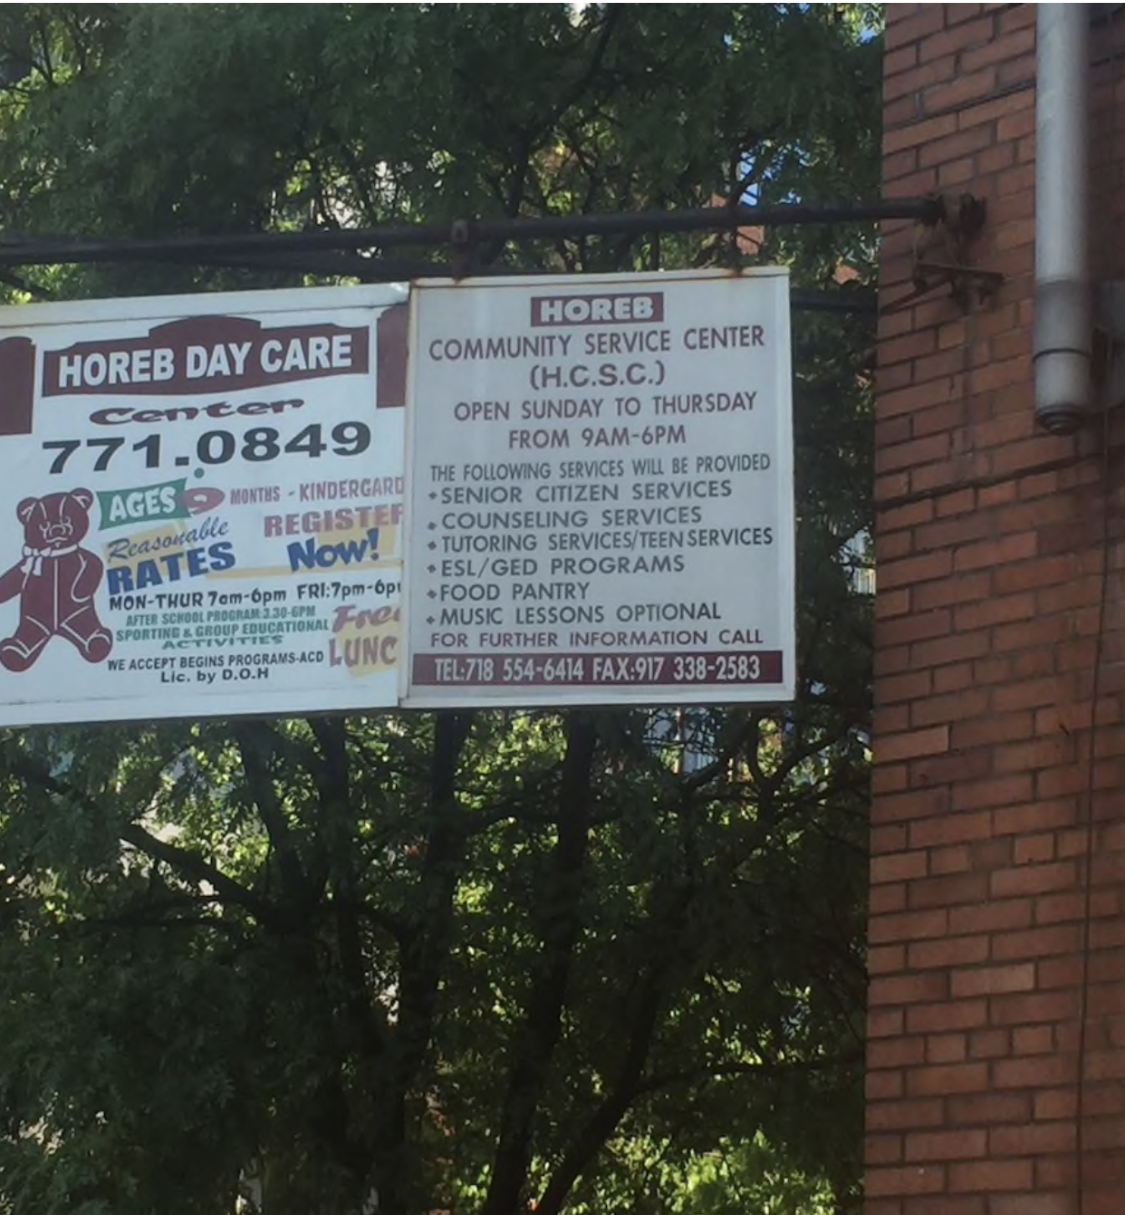 HOREB DAY CARE
Center
771.0849
AGES 9 MONTHS - KINDERGARD
Reasonable
RATES
REGISTER
Now!
MON-THUR 7am-6pm FRI:7pm-6p
AFTER SCHOOL PROGRAM:3.30-6PM
SPORTING & GROUP EDUCATIONAL
ACTIVITIES
Free
LUNC
WE ACCEPT BEGINS PROGRAMS-ACD
Lic. by D.O.H
HOREB
COMMUNITY SERVICE CENTER
(H.C.S.C.)
OPEN SUNDAY TO THURSDAY
FROM 9AM-6PM
THE FOLLOWING SERVICES WILL BE PROVIDED
• SENIOR CITIZEN SERVICES
• COUNSELING SERVICES
• TUTORING SERVICES/TEEN SERVICES
• ESL/GED PROGRAMS
• FOOD PANTRY
• MUSIC LESSONS OPTIONAL
FOR FURTHER INFORMATION CALL
TEL:718 554-6414 FAX:917 338-2583